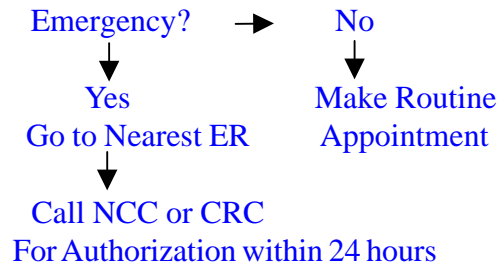 Emergency? No
Yes Make Routine
Go to Nearest ER Appointment
Call NCC or CRC
For Authorization within 24 hours